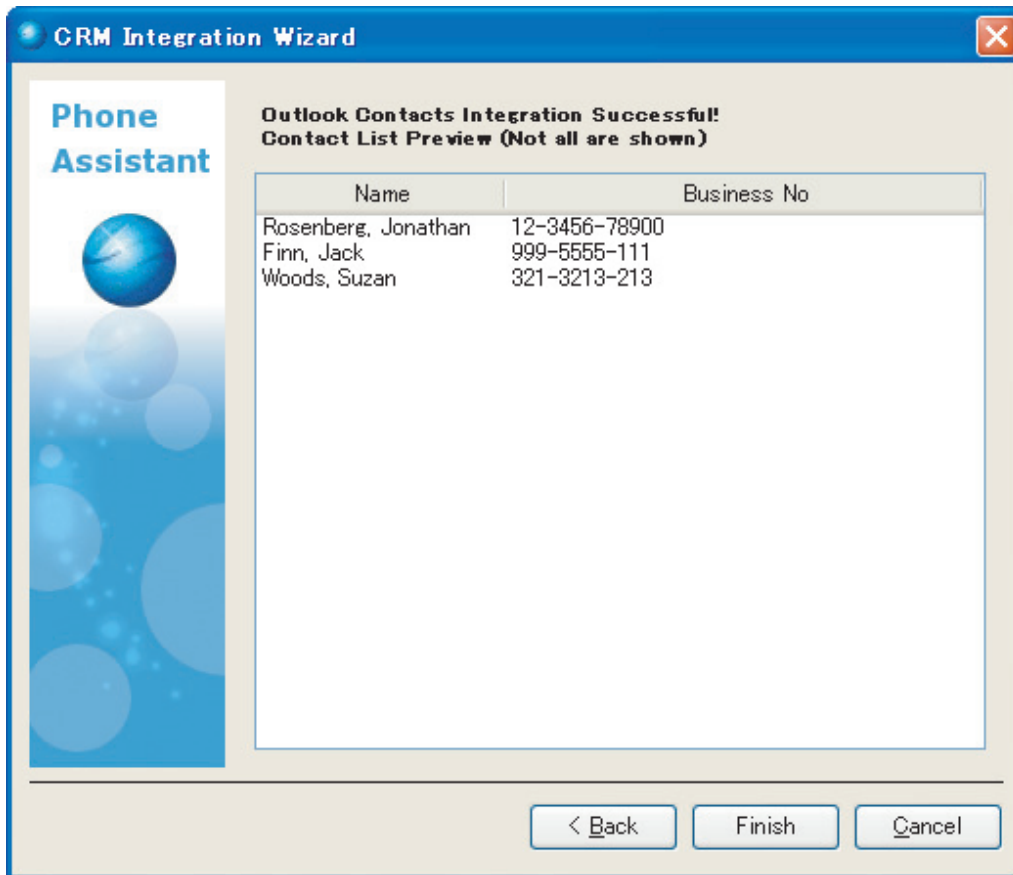 CRM Integration Wizard
Phone
Assistant
Outlook Contacts Integration Successful!
Contact List Preview (Not all are shown)
Name Business No
Rosenberg, Jonathan 12-3456-78900
Finn, Jack 999-5555-111
Woods, Suzan 321-3213-213
< Back Finish Cancel